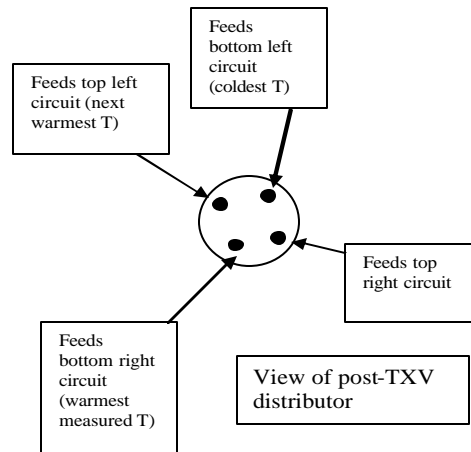 Feeds
bottom left
circuit
(coldest T)
Feeds top left
circuit (next
warmest T)
Feeds top
right circuit
Feeds
bottom right
circuit
(warmest
measured T)
View of post-TXV
distributor